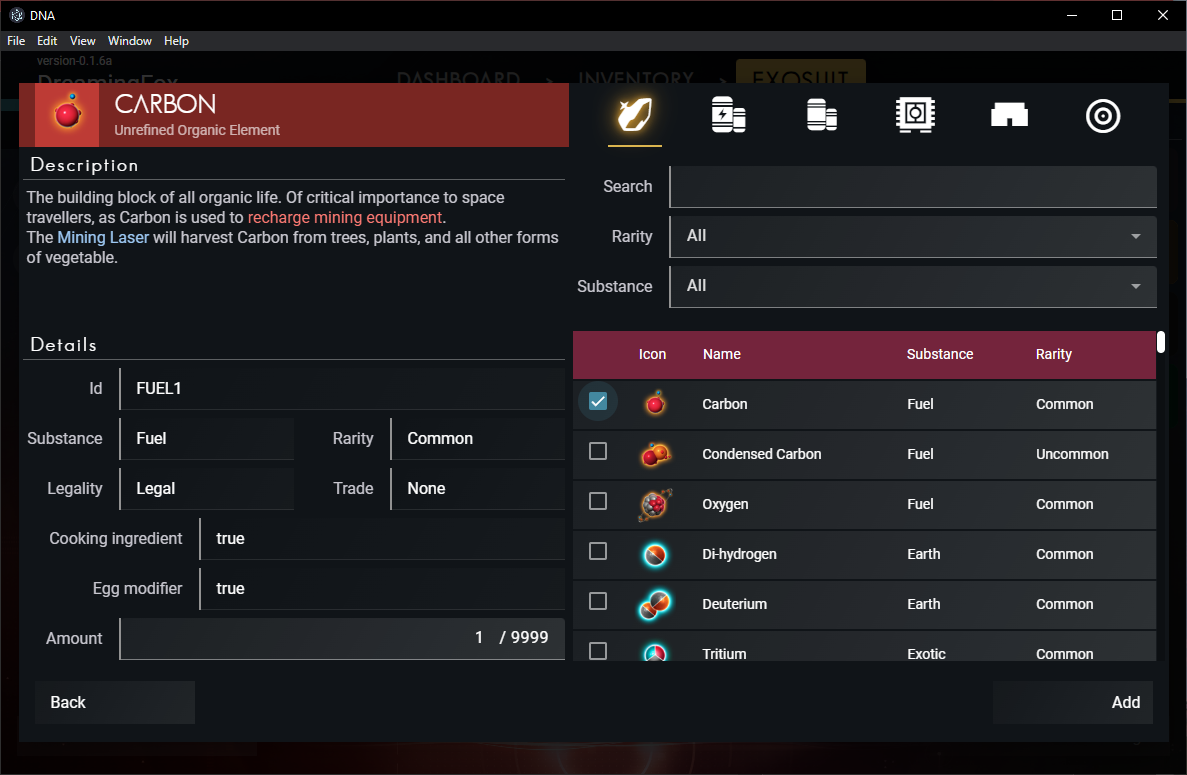 DNA
File Edit View Window Help
version-0.1.6a
DreamingFox
DASHBOARD > INVENTORY > EXOSUIT
CARBON
Unrefined Organic Element
Description
The building block of all organic life. Of critical importance to space
travellers, as Carbon is used to recharge mining equipment.
The Mining Laser will harvest Carbon from trees, plants, and all other forms
of vegetable.
Details
Id FUEL1
Substance Fuel Rarity Common
Legality Legal Trade None
Cooking ingredient true
Egg modifier true
Amount 1 / 9999
Back
Search
Rarity All
Substance All
Icon Name Substance Rarity
Carbon Fuel Common
Condensed Carbon Fuel Uncommon
Oxygen Fuel Common
Di-hydrogen Earth Common
Deuterium Earth Common
Tritium Exotic Common
Add